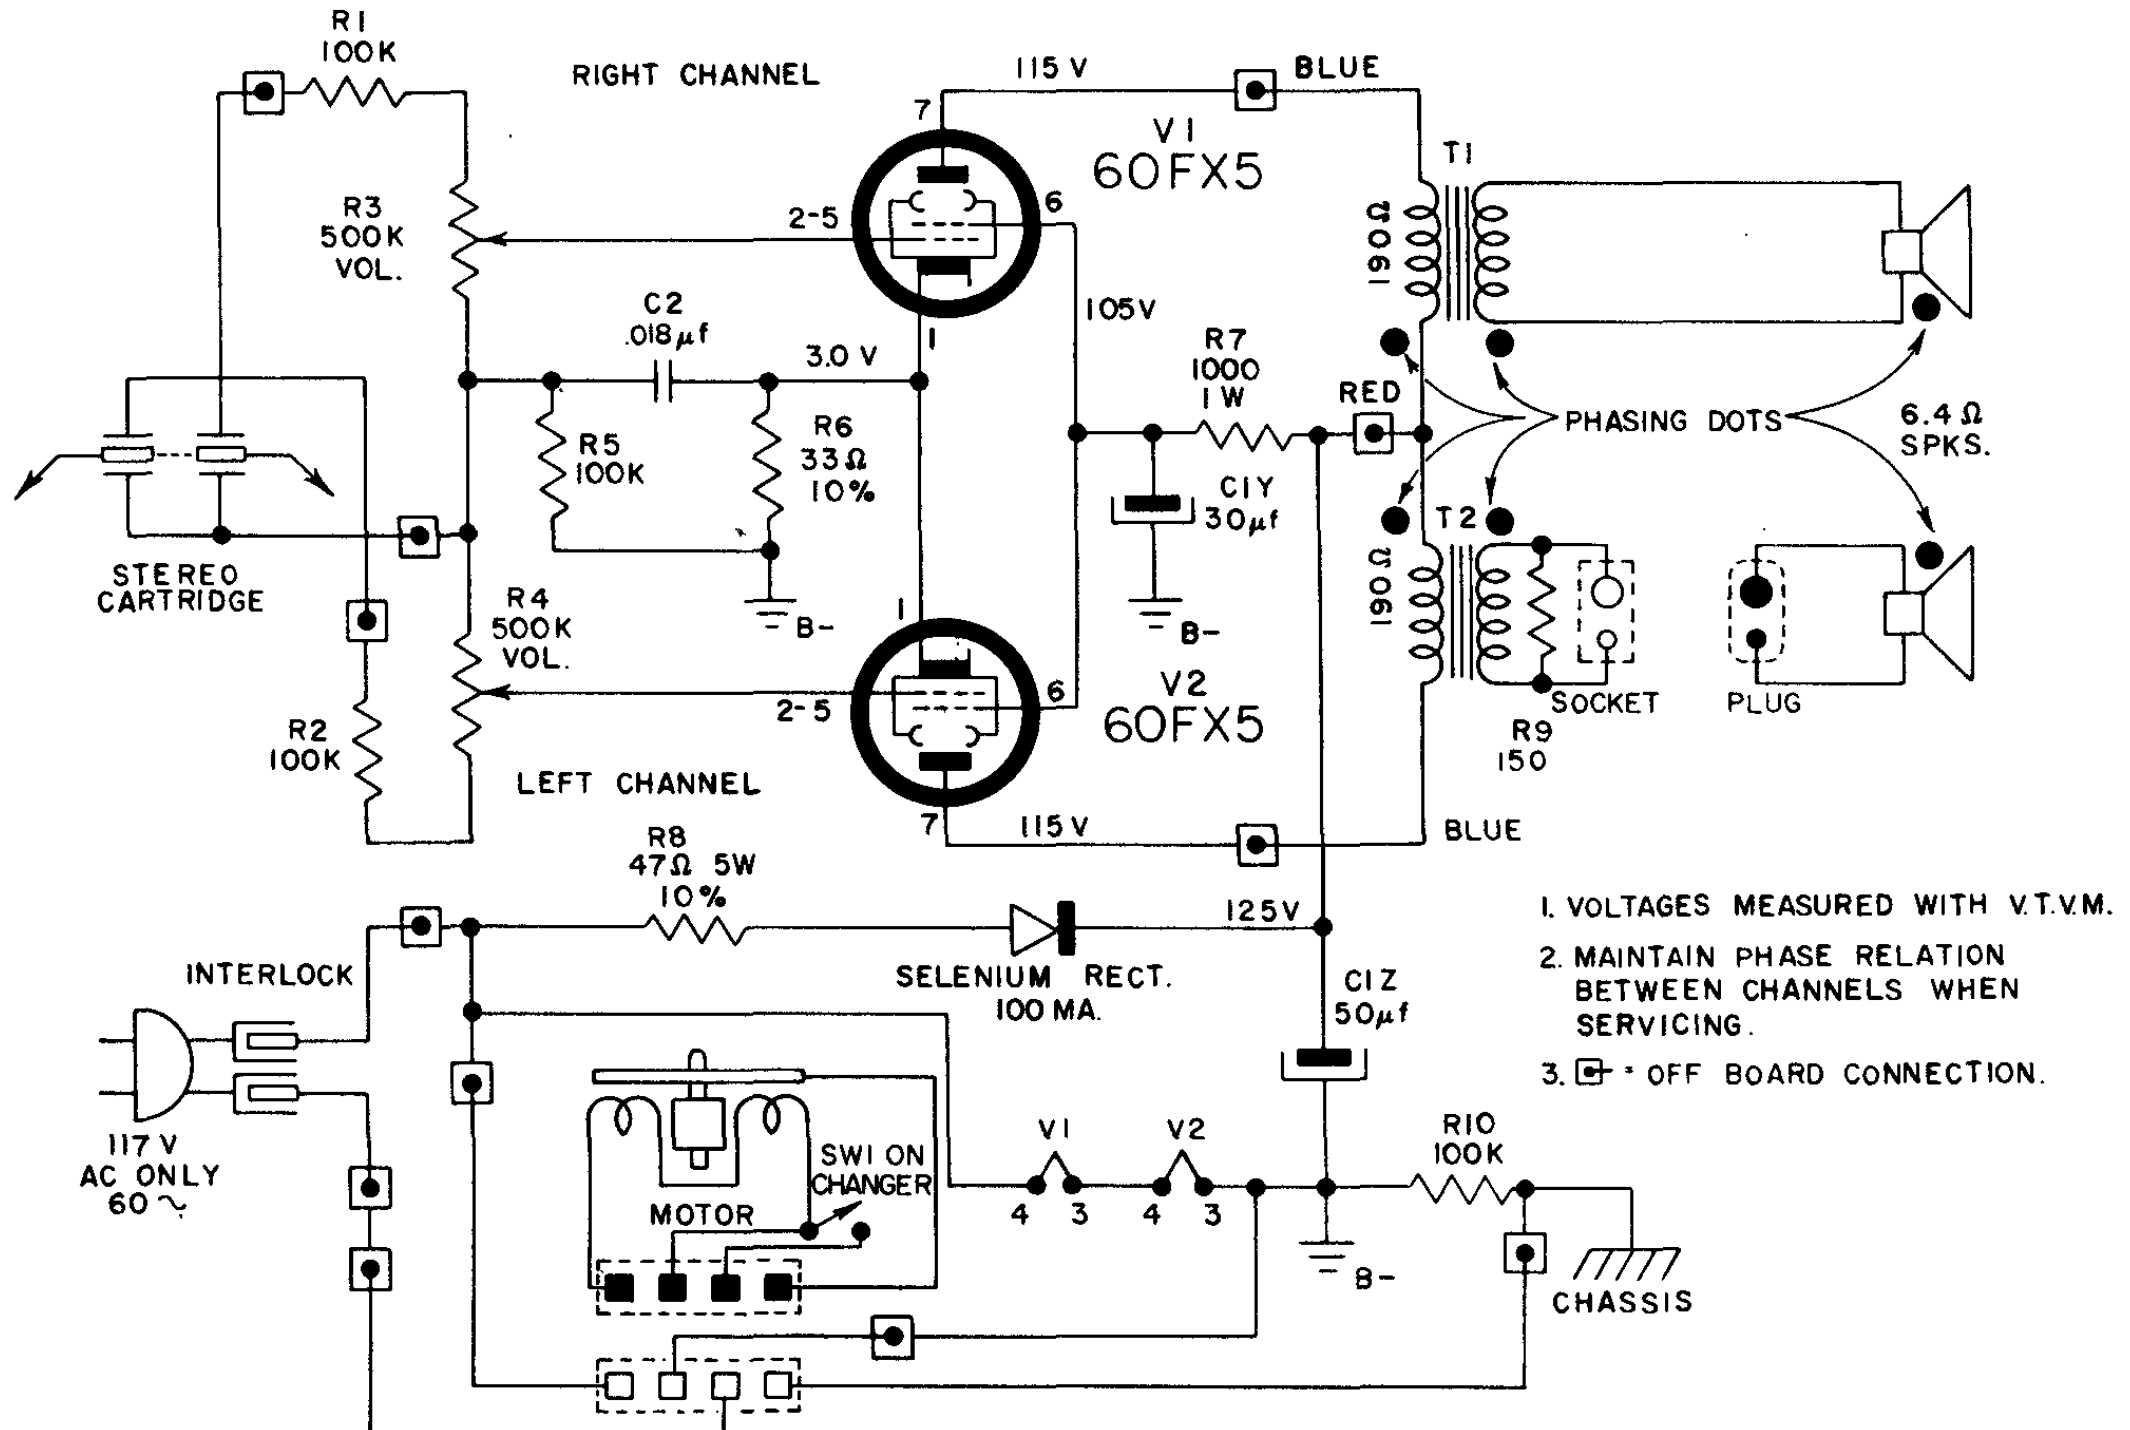 R1
100K
RIGHT CHANNEL
115 V
BLUE
7
V1
60FX5
T1
R3
500K
VOL.
2-5
6
190Ω
C2
.018µf
3.0 V
1
105V
R7
1000
1 W
RED
PHASING DOTS
6.4 Ω
SPKS.
R5
100K
R6
33Ω
10%
C1Y
30µf
T2
STEREO
CARTRIDGE
R4
500K
VOL.
B-
1
B-
190Ω
2-5
6
V2
60FX5
SOCKET
PLUG
R2
100K
R9
150
LEFT CHANNEL
7
115 V
BLUE
R8
47Ω 5W
10%
125V
1. VOLTAGES MEASURED WITH V.T.V.M.
2. MAINTAIN PHASE RELATION
BETWEEN CHANNELS WHEN
SERVICING.
3. = OFF BOARD CONNECTION.
INTERLOCK
SELENIUM RECT.
100 MA.
C1Z
50µf
117 V
AC ONLY
60 ~
SW1 ON
CHANGER
MOTOR
V1
V2
4 3 4 3
R10
100K
B-
CHASSIS